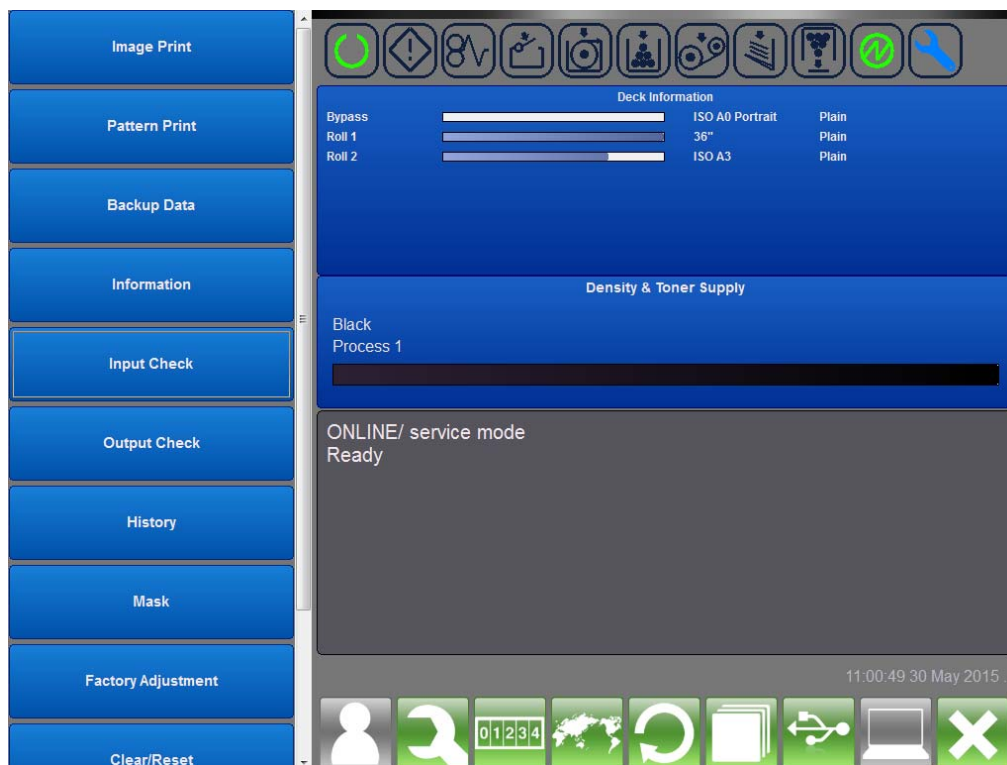 Image Print
Pattern Print
Backup Data
Information
Input Check
Output Check
History
Mask
Factory Adjustment
Clear/Reset
Deck Information
Bypass ISO A0 Portrait Plain
Roll 1 36" Plain
Roll 2 ISO A3 Plain
Density & Toner Supply
Black
Process 1
ONLINE/ service mode
Ready
11:00:49 30 May 2015 .
01234